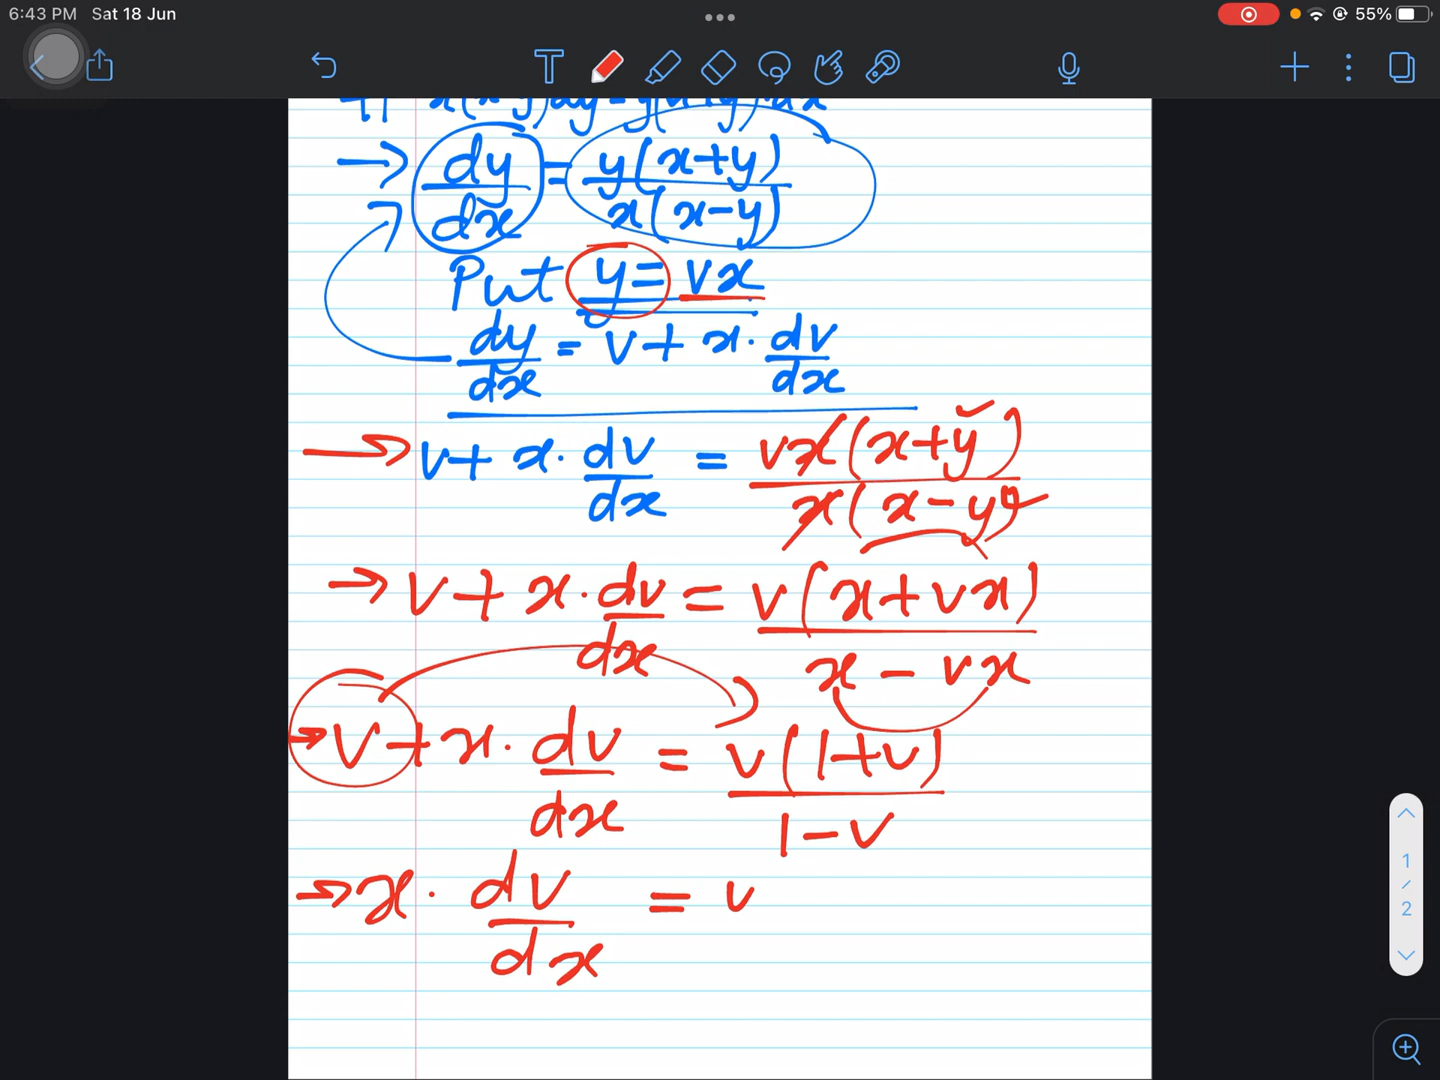 6:43 PM Sat 18 Jun
55%
T
→ dy/dx = y(x+y)/x(x-y)
Put y = vx
dy/dx = v + x · dv/dx
→ v + x · dv/dx = vx(x+y)/x(x-y)
→ v + x · dv/dx = v(x+vx)/x - vx
→ v + x · dv/dx = v(1+v)/1-v
→ x · dv/dx = v
1
/
2